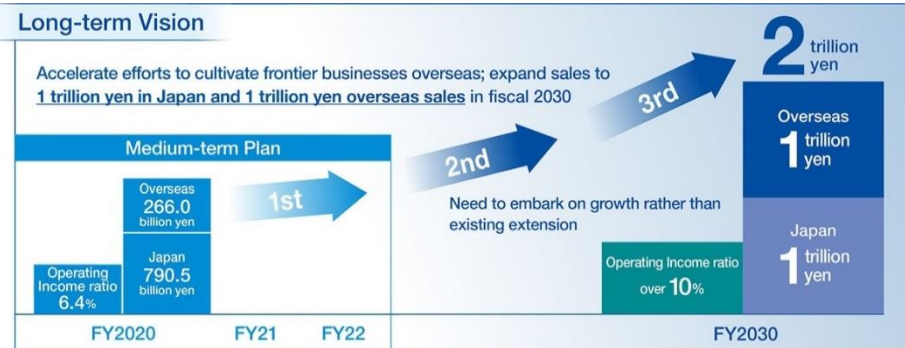 Long-term Vision
Accelerate efforts to cultivate frontier businesses overseas; expand sales to
1 trillion yen in Japan and 1 trillion yen overseas sales in fiscal 2030
Medium-term Plan
Operating
Income ratio
6.4%
Overseas
266.0
billion yen
Japan
790.5
billion yen
1st
2nd
3rd
Need to embark on growth rather than
existing extension
2 trillion
yen
Overseas
1 trillion
yen
Japan
1 trillion
yen
Operating Income ratio
over 10%
FY2020 FY21 FY22 FY2030